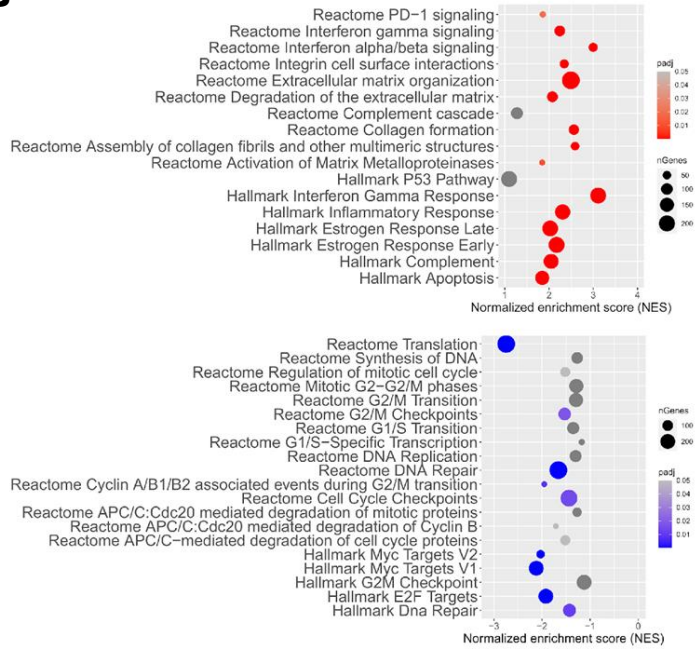 Reactome PD-1 signaling
Reactome Interferon gamma signaling
Reactome Interferon alpha/beta signaling
Reactome Integrin cell surface interactions
Reactome Extracellular matrix organization
Reactome Degradation of the extracellular matrix
Reactome Complement cascade
Reactome Collagen formation
Reactome Assembly of collagen fibrils and other multimeric structures
Reactome Activation of Matrix Metalloproteinases
Hallmark P53 Pathway
Hallmark Interferon Gamma Response
Hallmark Inflammatory Response
Hallmark Estrogen Response Late
Hallmark Estrogen Response Early
Hallmark Complement
Hallmark Apoptosis
1 2 3 4
Normalized enrichment score (NES)
padj
0.05
0.04
0.03
0.02
0.01
nGenes
50
100
150
200
Reactome Translation
Reactome Synthesis of DNA
Reactome Regulation of mitotic cell cycle
Reactome Mitotic G2−G2/M phases
Reactome G2/M Transition
Reactome G2/M Checkpoints
Reactome G1/S Transition
Reactome G1/S−Specific Transcription
Reactome DNA Replication
Reactome DNA Repair
Reactome Cyclin A/B1/B2 associated events during G2/M transition
Reactome Cell Cycle Checkpoints
Reactome APC/C:Cdc20 mediated degradation of mitotic proteins
Reactome APC/C:Cdc20 mediated degradation of Cyclin B
Reactome APC/C−mediated degradation of cell cycle proteins
Hallmark Myc Targets V2
Hallmark Myc Targets V1
Hallmark G2M Checkpoint
Hallmark E2F Targets
Hallmark Dna Repair
−3 −2 −1 0
Normalized enrichment score (NES)
nGenes
100
200
padj
0.05
0.04
0.03
0.02
0.01